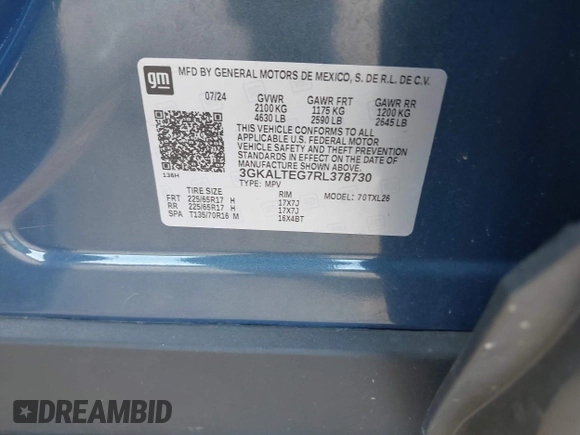 gm
MFD BY GENERAL MOTORS DE MEXICO, S. DE R.L. DE C.V.
07/24 GVWR GAWR FRT GAWR RR
2100 KG 1175 KG 1200 KG
4630 LB 2590 LB 2645 LB
THIS VEHICLE CONFORMS TO ALL
APPLICABLE U.S. FEDERAL MOTOR
VEHICLE SAFETY AND THEFT
PREVENTION STANDARDS IN
EFFECT ON THE DATE OF
MANUFACTURE SHOWN ABOVE.
136H
3GKALTEG7RL378730
TYPE: MPV MODEL: 70TXL26
TIRE SIZE RIM
FRT 225/65R17 H 17X7J
RR 225/65R17 H 17X7J
SPA T135/70R16 M 16X4BT
DREAMBID